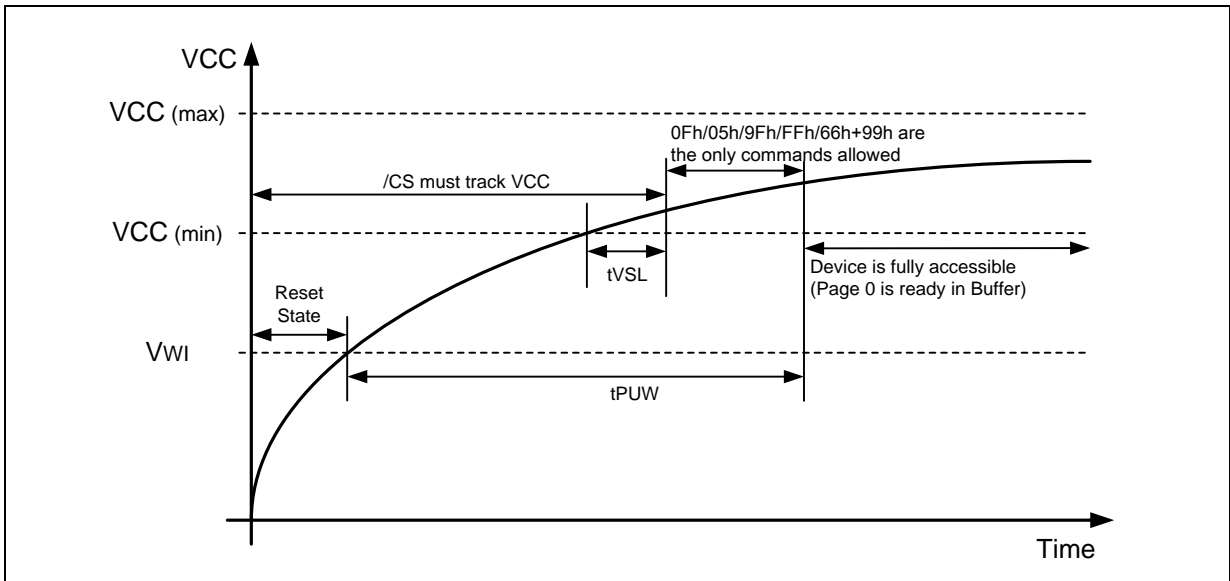 VCC
VCC (max)
0Fh/05h/9Fh/FFh/66h+99h are
the only commands allowed
/CS must track VCC
VCC (min)
tVSL
Device is fully accessible
(Page 0 is ready in Buffer)
Reset
State
VWI
tPUW
Time